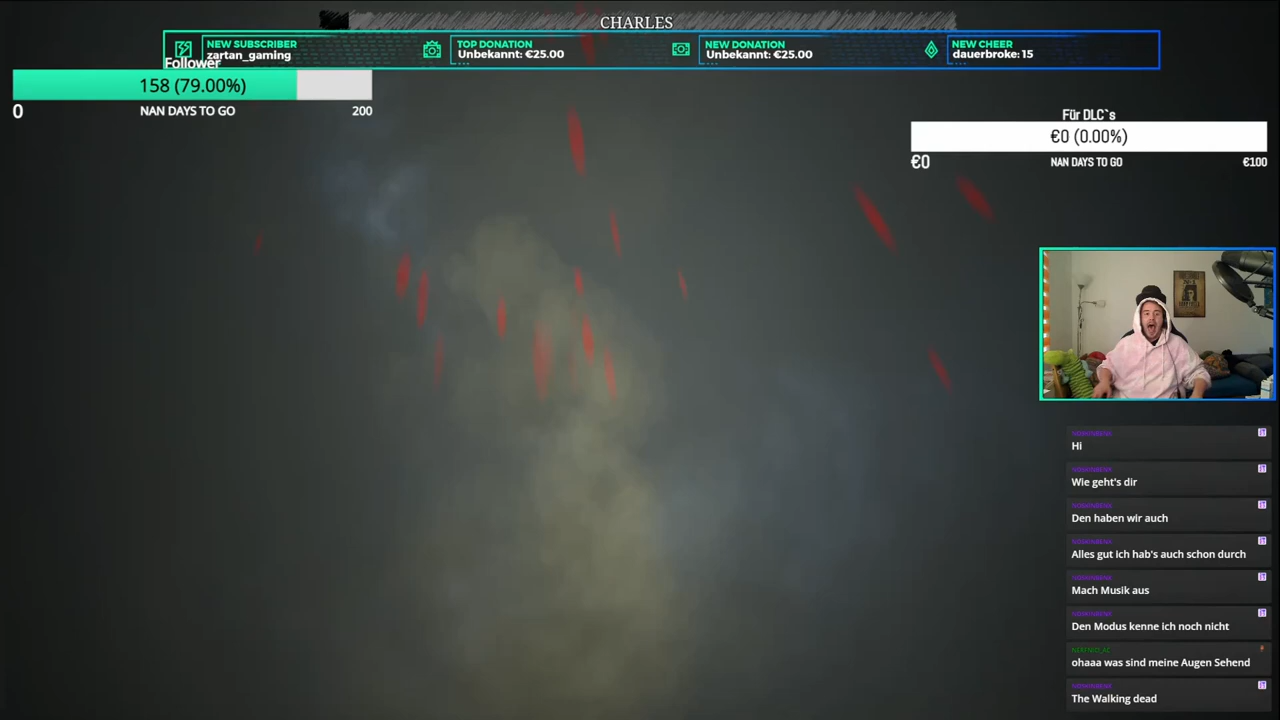 CHARLES
NEW SUBSCRIBER
zartan_gaming
TOP DONATION
Unbekannt: €25.00
NEW DONATION
Unbekannt: €25.00
NEW CHEER
dauerbroke: 15
Follower
158 (79.00%)
0
NAN DAYS TO GO
200
Für DLC`s
€0 (0.00%)
€0
NAN DAYS TO GO
€100
Hi
Wie geht's dir
Den haben wir auch
Alles gut ich hab's auch schon durch
Mach Musik aus
Den Modus kenne ich noch nicht
ohaaa was sind meine Augen Sehend
The Walking dead